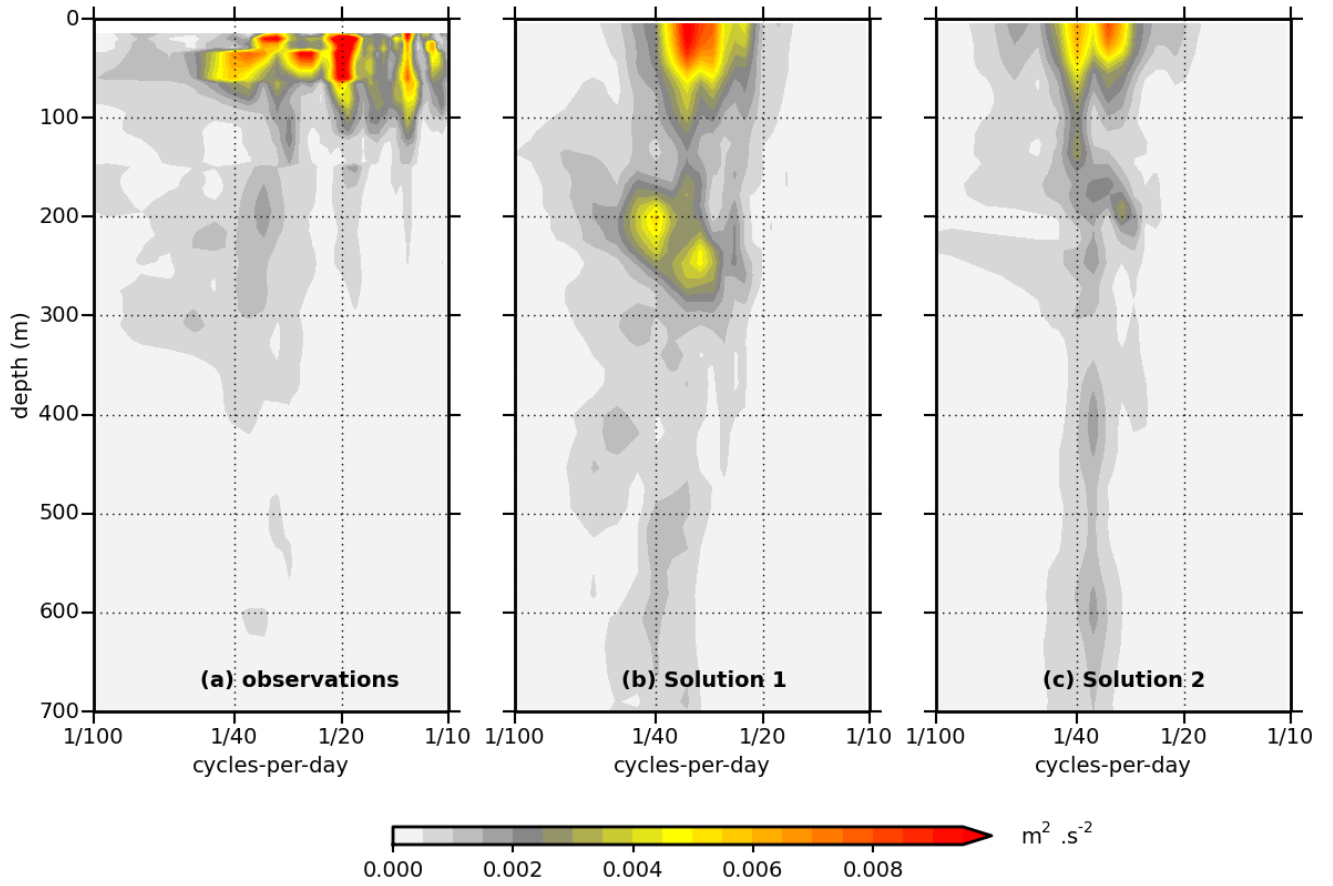 0
100
200
300
400
500
600
700
depth (m)
(a) observations
(b) Solution 1
(c) Solution 2
1/100 1/40 1/20 1/10
1/100 1/40 1/20 1/10
1/100 1/40 1/20 1/10
cycles-per-day
cycles-per-day
cycles-per-day
0.000 0.002 0.004 0.006 0.008
m² .s⁻²